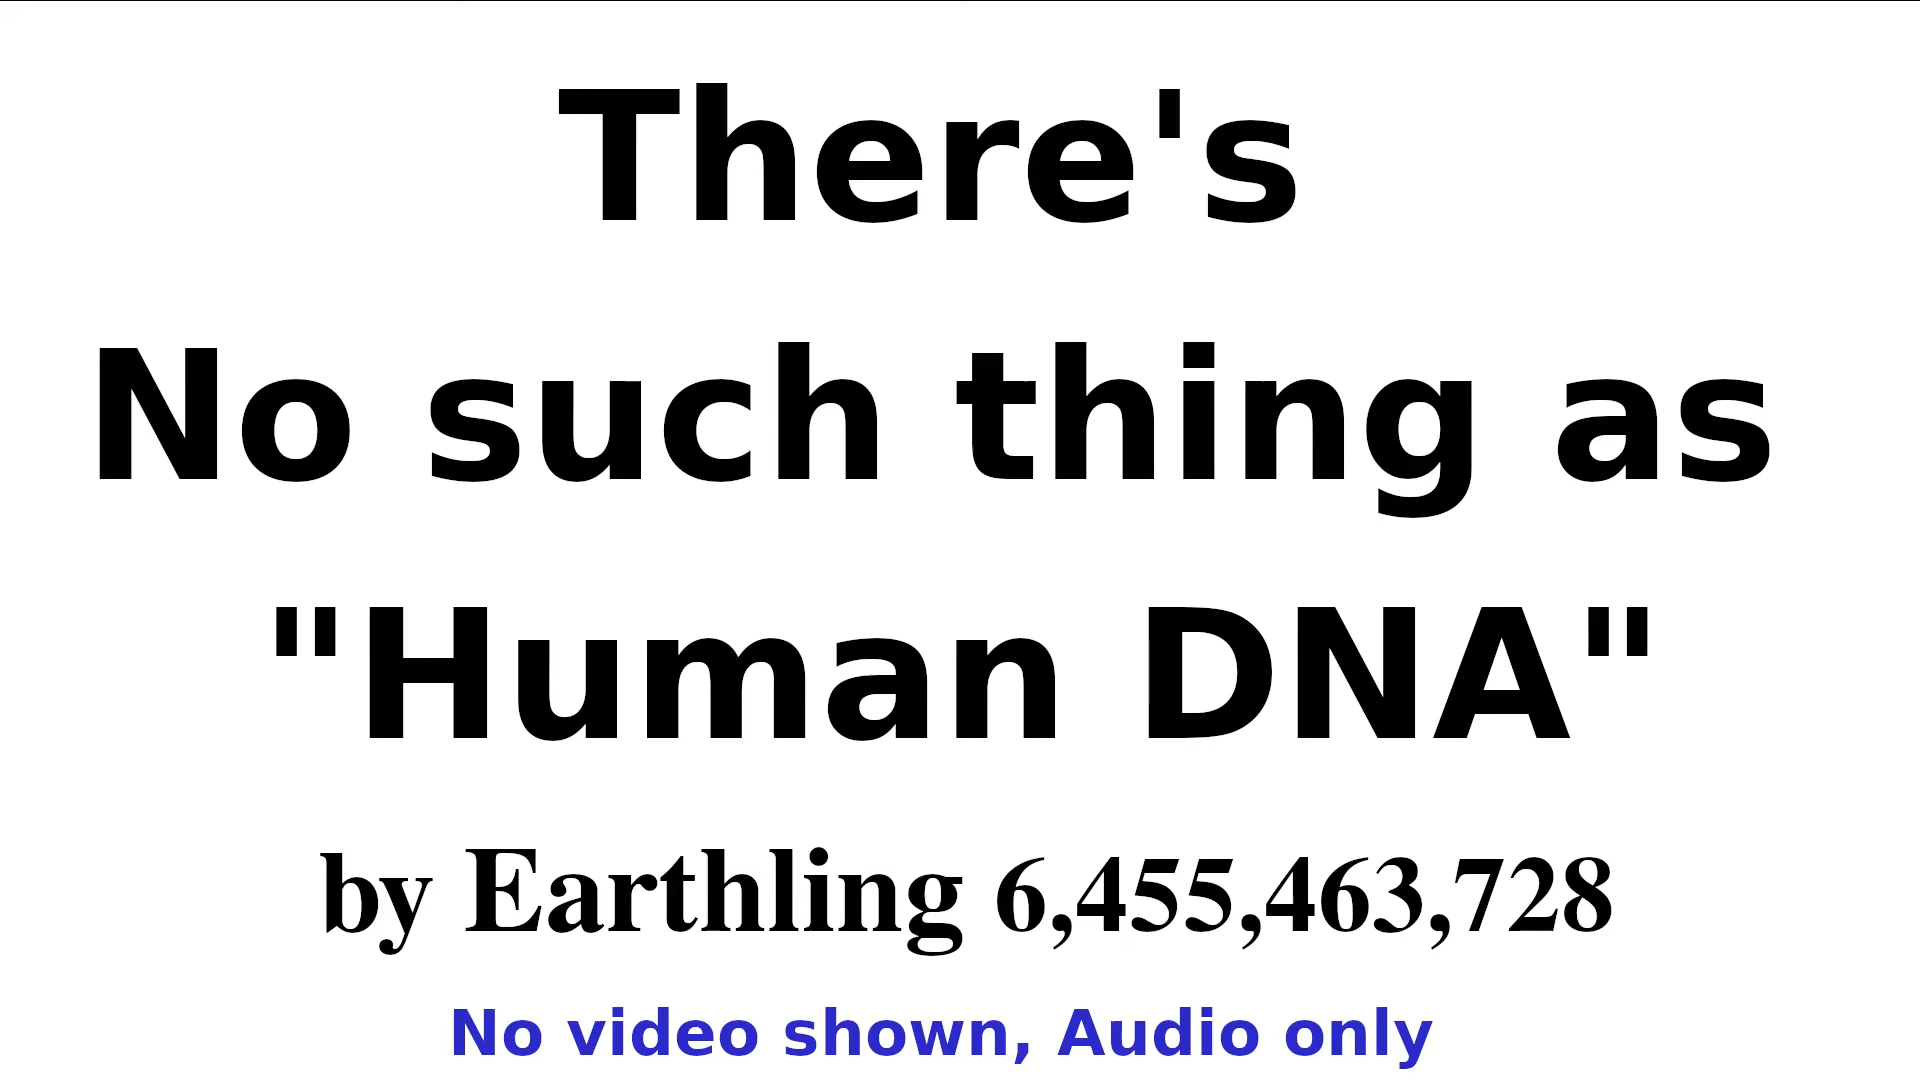 There's
No such thing as
"Human DNA"
by Earthling 6,455,463,728
No video shown, Audio only